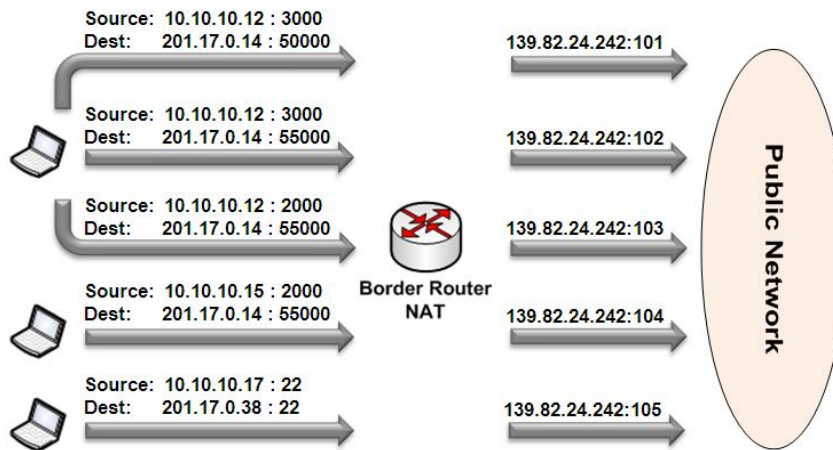 Source: 10.10.10.12 : 3000
Dest: 201.17.0.14 : 50000
139.82.24.242:101
Source: 10.10.10.12 : 3000
Dest: 201.17.0.14 : 55000
139.82.24.242:102
Source: 10.10.10.12 : 2000
Dest: 201.17.0.14 : 55000
139.82.24.242:103
Border Router
NAT
Source: 10.10.10.15 : 2000
Dest: 201.17.0.14 : 55000
139.82.24.242:104
Source: 10.10.10.17 : 22
Dest: 201.17.0.38 : 22
139.82.24.242:105
Public Network